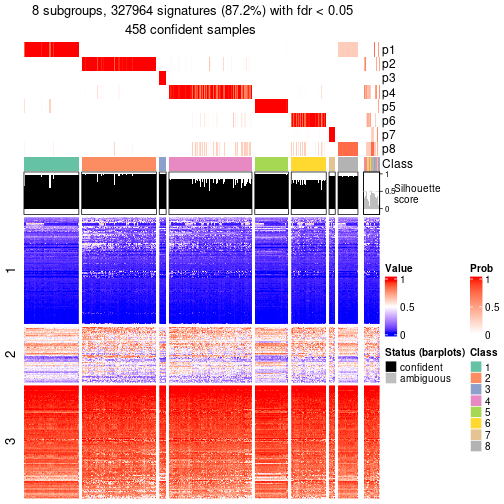 8 subgroups, 327964 signatures (87.2%) with fdr < 0.05
458 confident samples
p1
p2
p3
p4
p5
p6
p7
p8
Class
1
0.5
0
Silhouette
score
1
2
3
Value
1
0.5
0
Prob
1
0.5
0
Status (barplots)
confident
ambiguous
Class
1
2
3
4
5
6
7
8